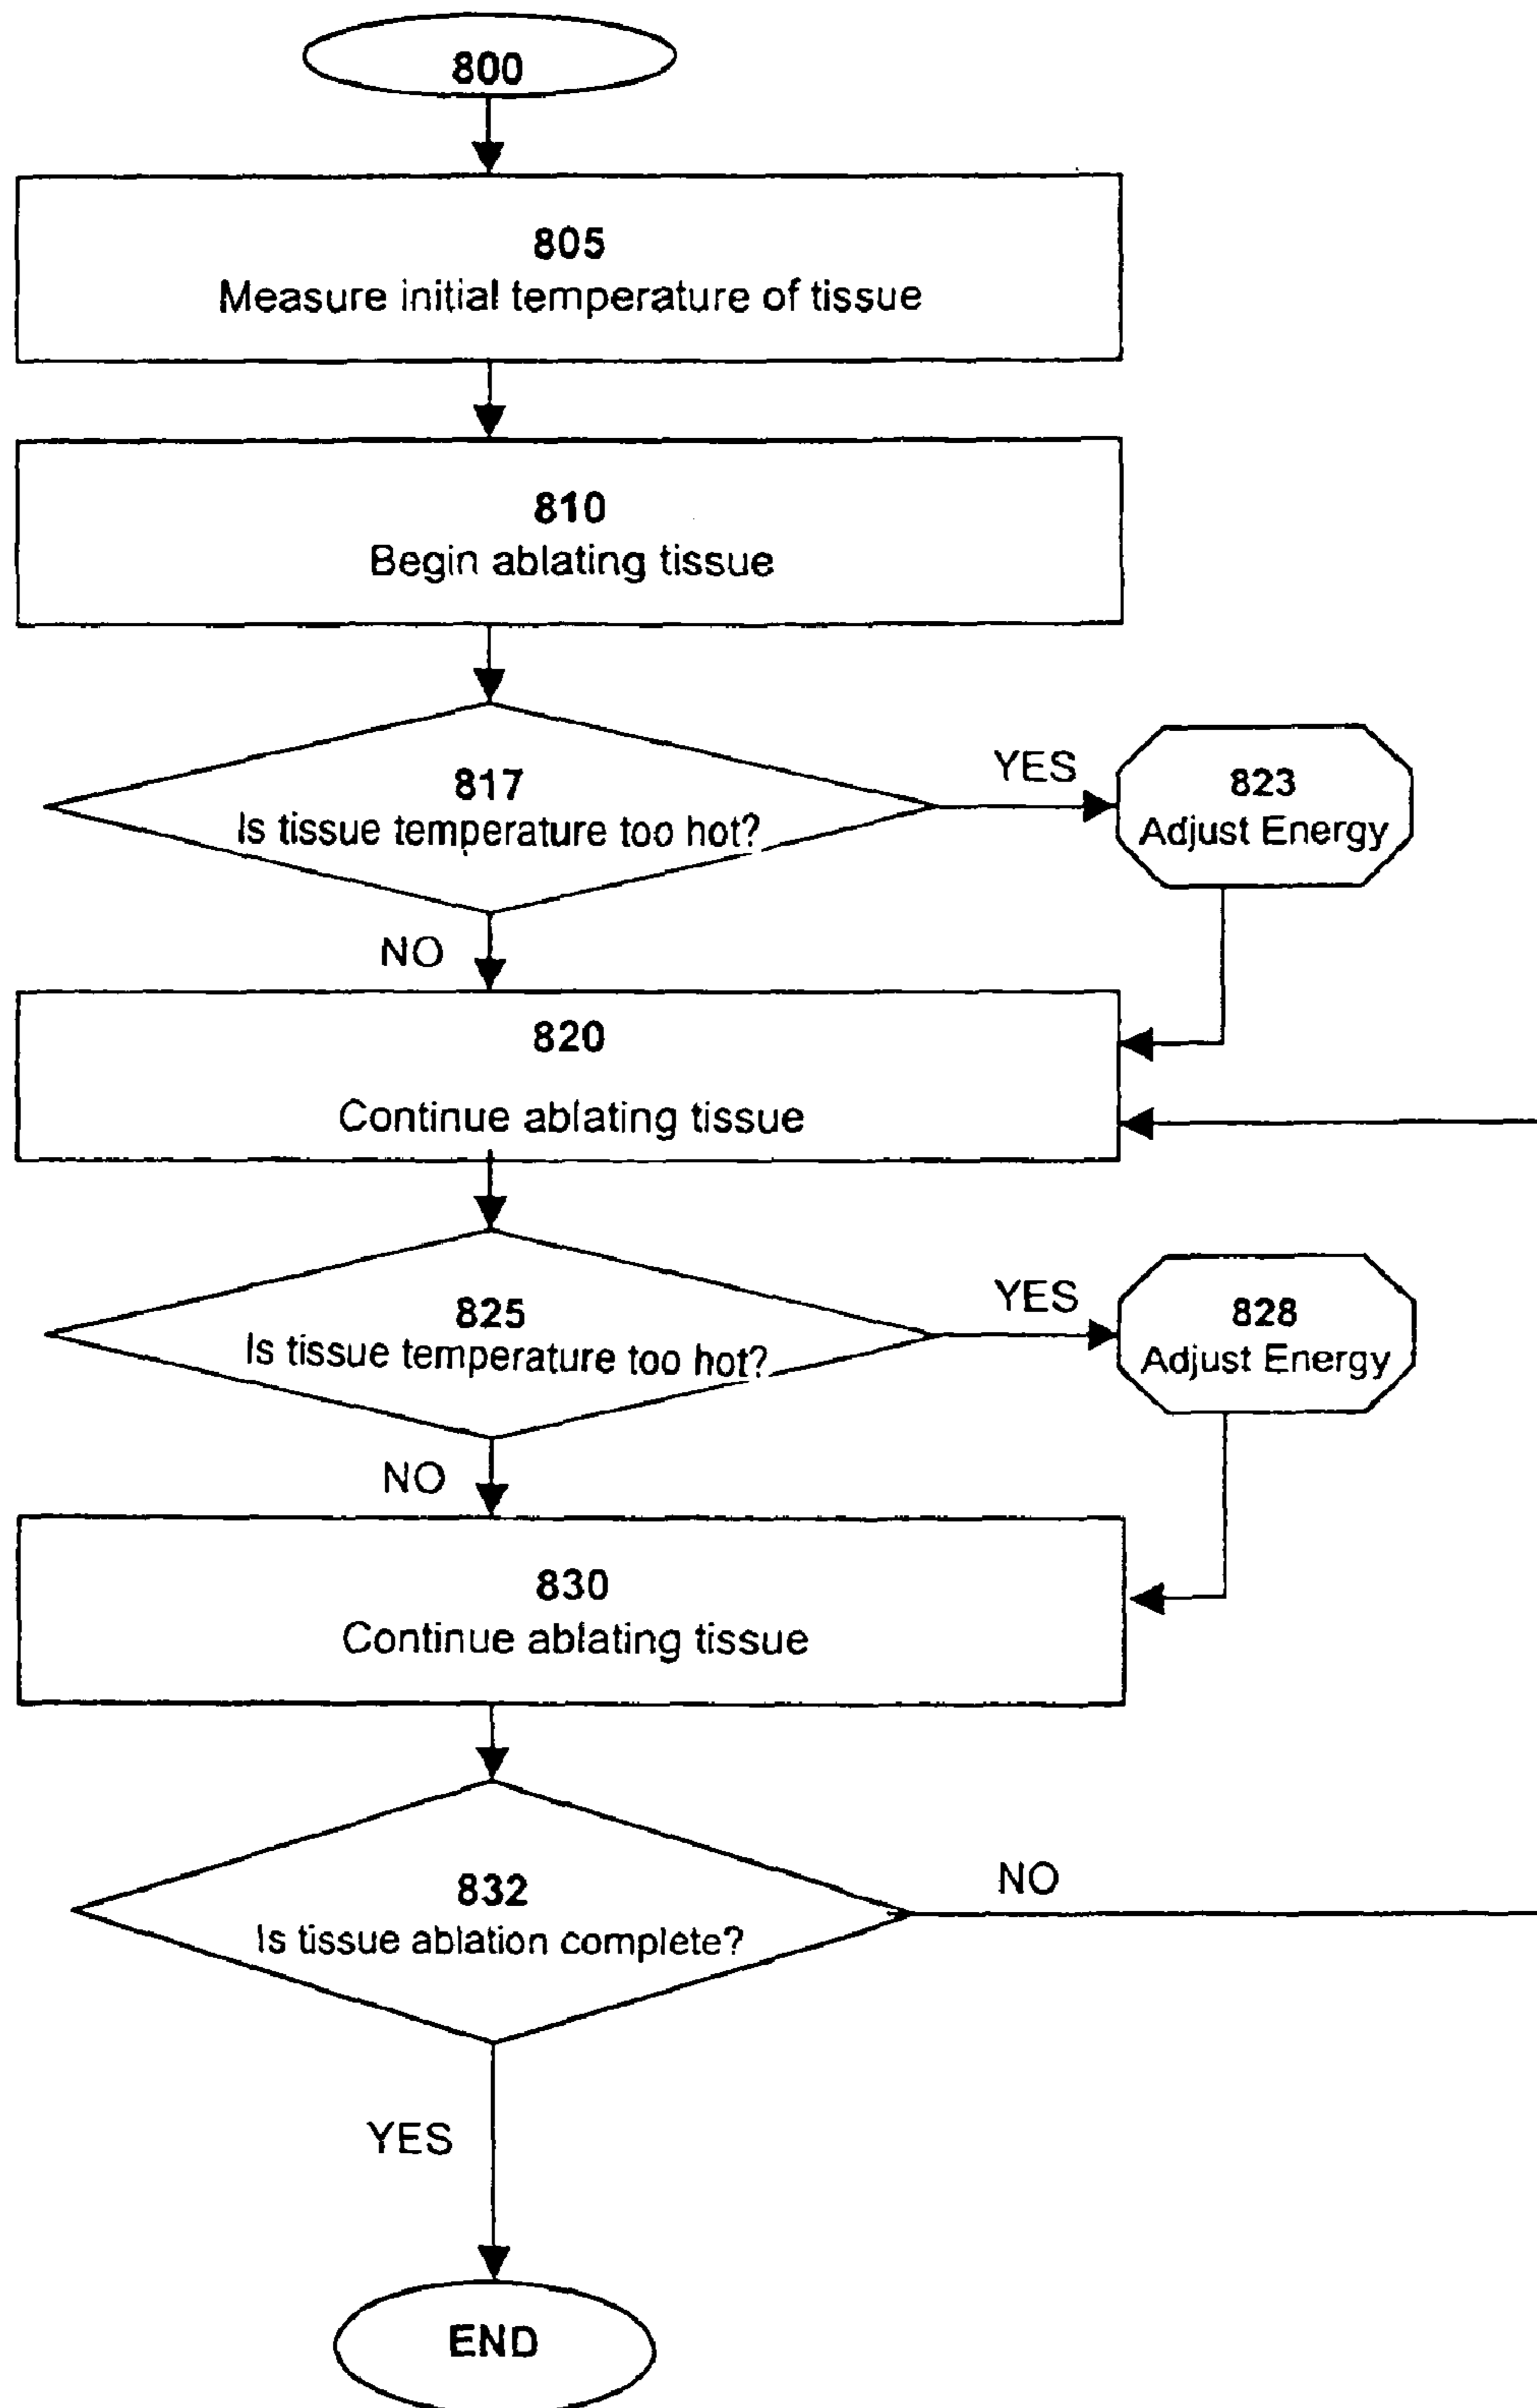 800
805
Measure initial temperature of tissue
810
Begin ablating tissue
817
Is tissue temperature too hot?
YES
823
Adjust Energy
NO
820
Continue ablating tissue
825
Is tissue temperature too hot?
YES
828
Adjust Energy
NO
830
Continue ablating tissue
832
Is tissue ablation complete?
NO
YES
END